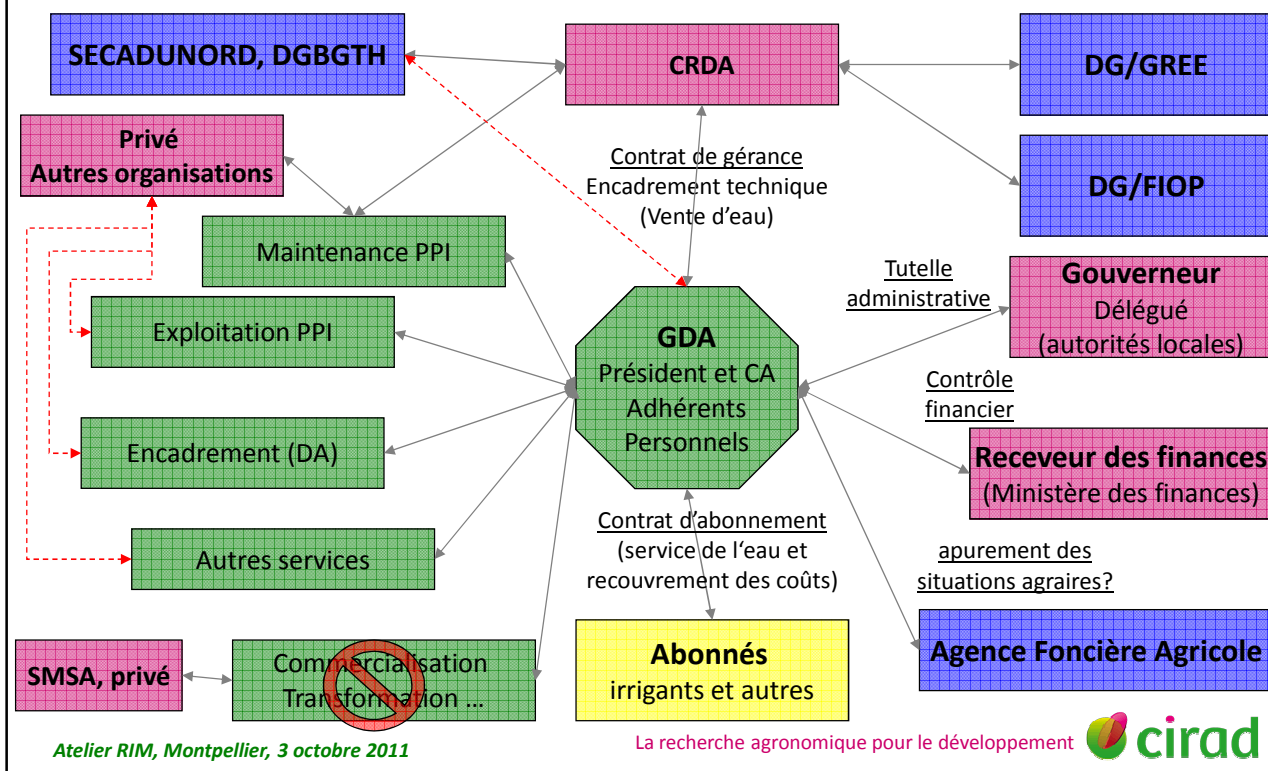 SECADUNORD, DGBGTH
CRDA
DG/GREE
Privé
Autres organisations
Contrat de gérance
Encadrement technique
(Vente d'eau)
DG/FIOP
Maintenance PPI
Tutelle
administrative
Gouverneur
Délégué
(autorités locales)
Exploitation PPI
GDA
Président et CA
Adhérents
Personnels
Contrôle
financier
Encadrement (DA)
Receveur des finances
(Ministère des finances)
Contrat d'abonnement
(service de l'eau et
recouvrement des coûts)
Autres services
apurement des
situations agraires?
SMSA, privé
Commercialisation
Transformation ...
Abonnés
irrigants et autres
Agence Foncière Agricole
Atelier RIM, Montpellier, 3 octobre 2011
La recherche agronomique pour le développement
cirad